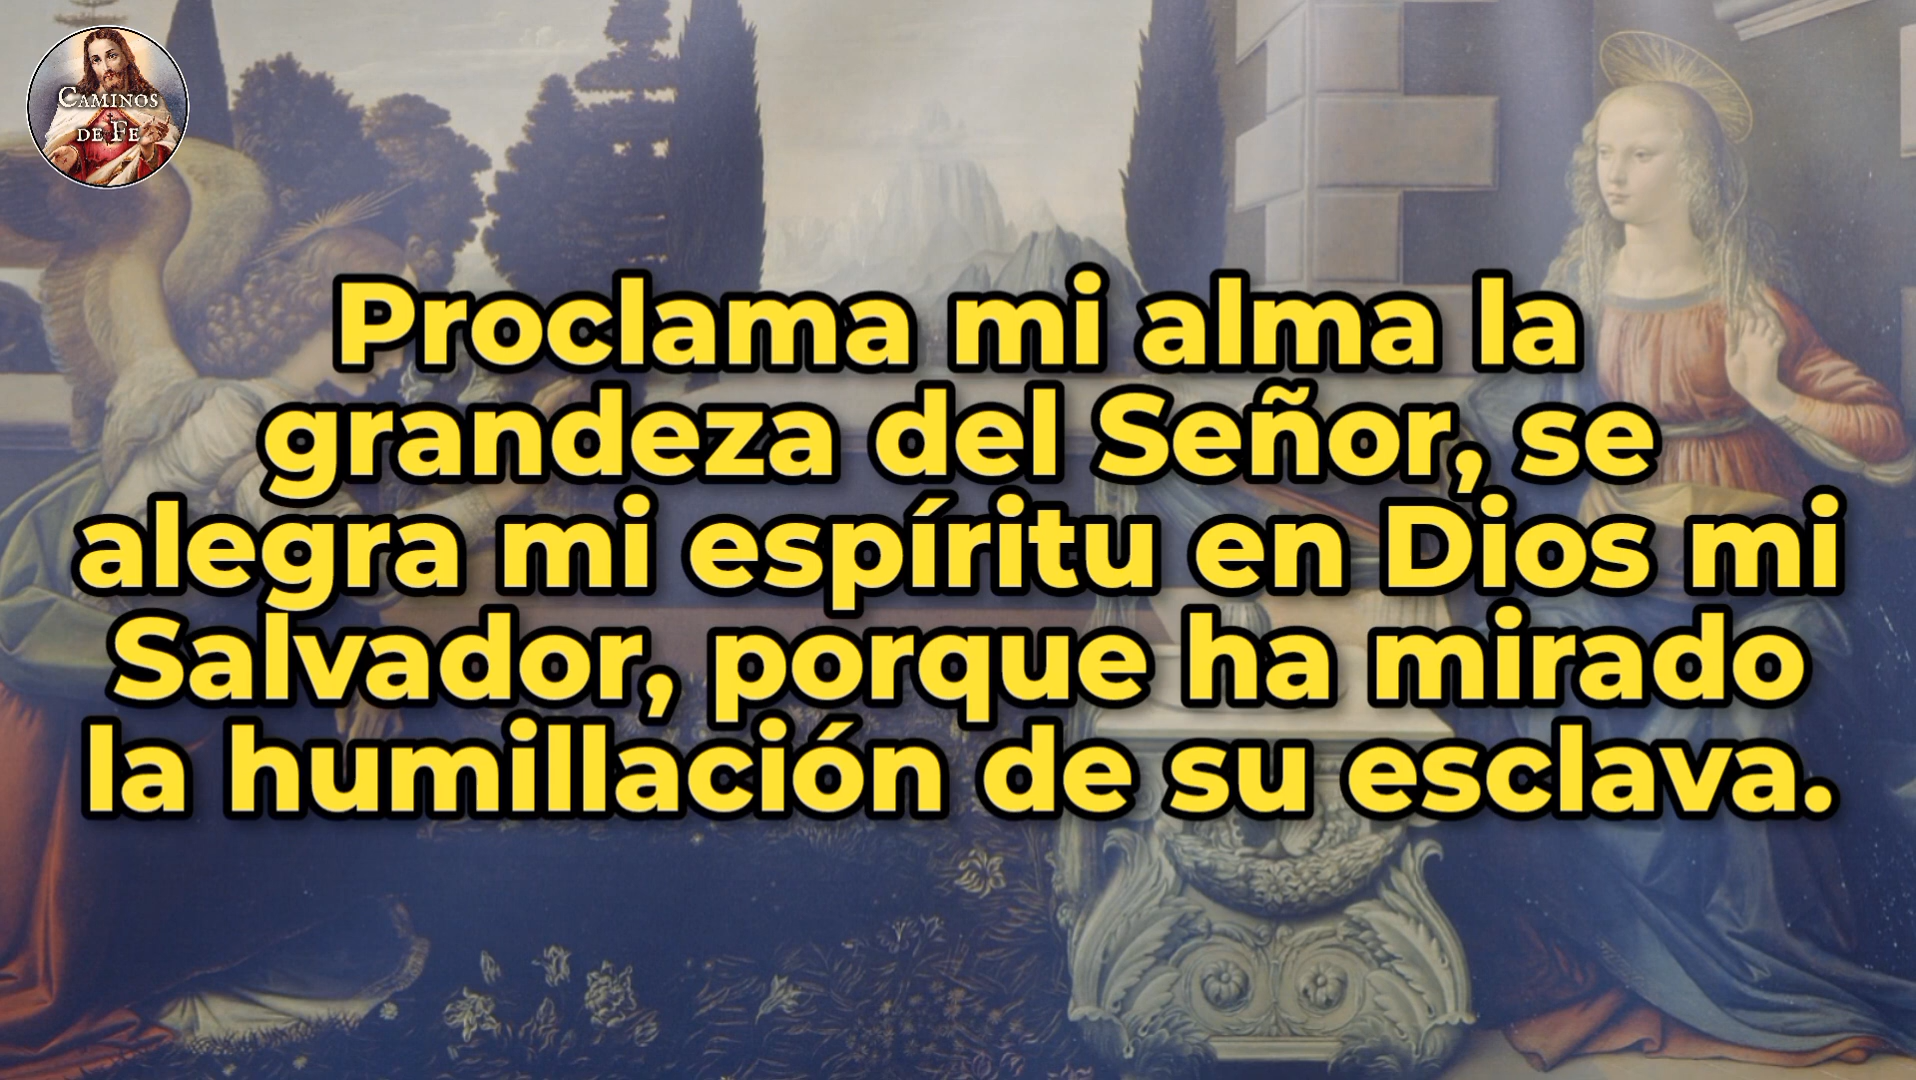 CAMINOS
DE FE
Proclama mi alma la
grandeza del Señor, se
alegra mi espíritu en Dios mi
Salvador, porque ha mirado
la humillación de su esclava.